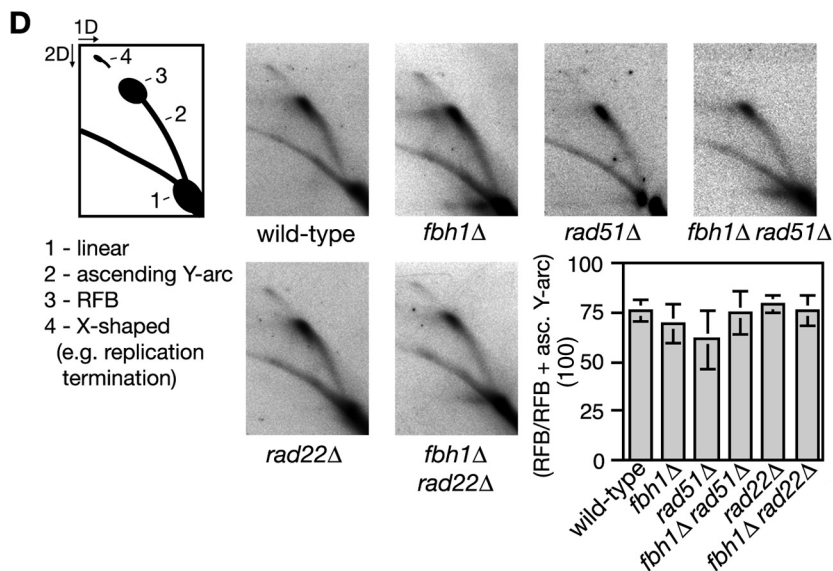 D
1D
2D
4
3
2
1
wild-type
fbh1Δ
rad51Δ
fbh1Δ rad51Δ
1 - linear
2 - ascending Y-arc
3 - RFB
4 - X-shaped
(e.g. replication
termination)
rad22Δ
fbh1Δ
rad22Δ
(RFB/RFB + asc. Y-arc)
(100)
100
75
50
25
0
wild-type
fbh1Δ
rad51Δ
fbh1Δ rad51Δ
rad22Δ
fbh1Δ rad22Δ